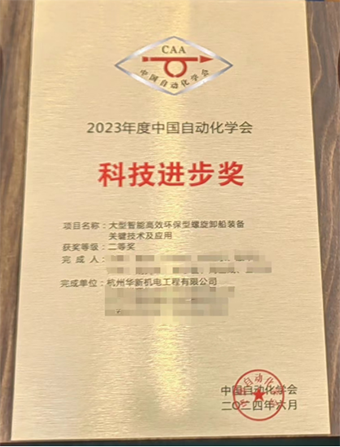 CAA
中国自动化学会
2023年度中国自动化学会
科技进步奖
项目名称：大型智能高效环保型螺旋卸船装备
关键技术及应用
获奖等级：二等奖
完成人：
完成单位：杭州华新机电工程有限公司
中国自动化学会
二〇二四年六月